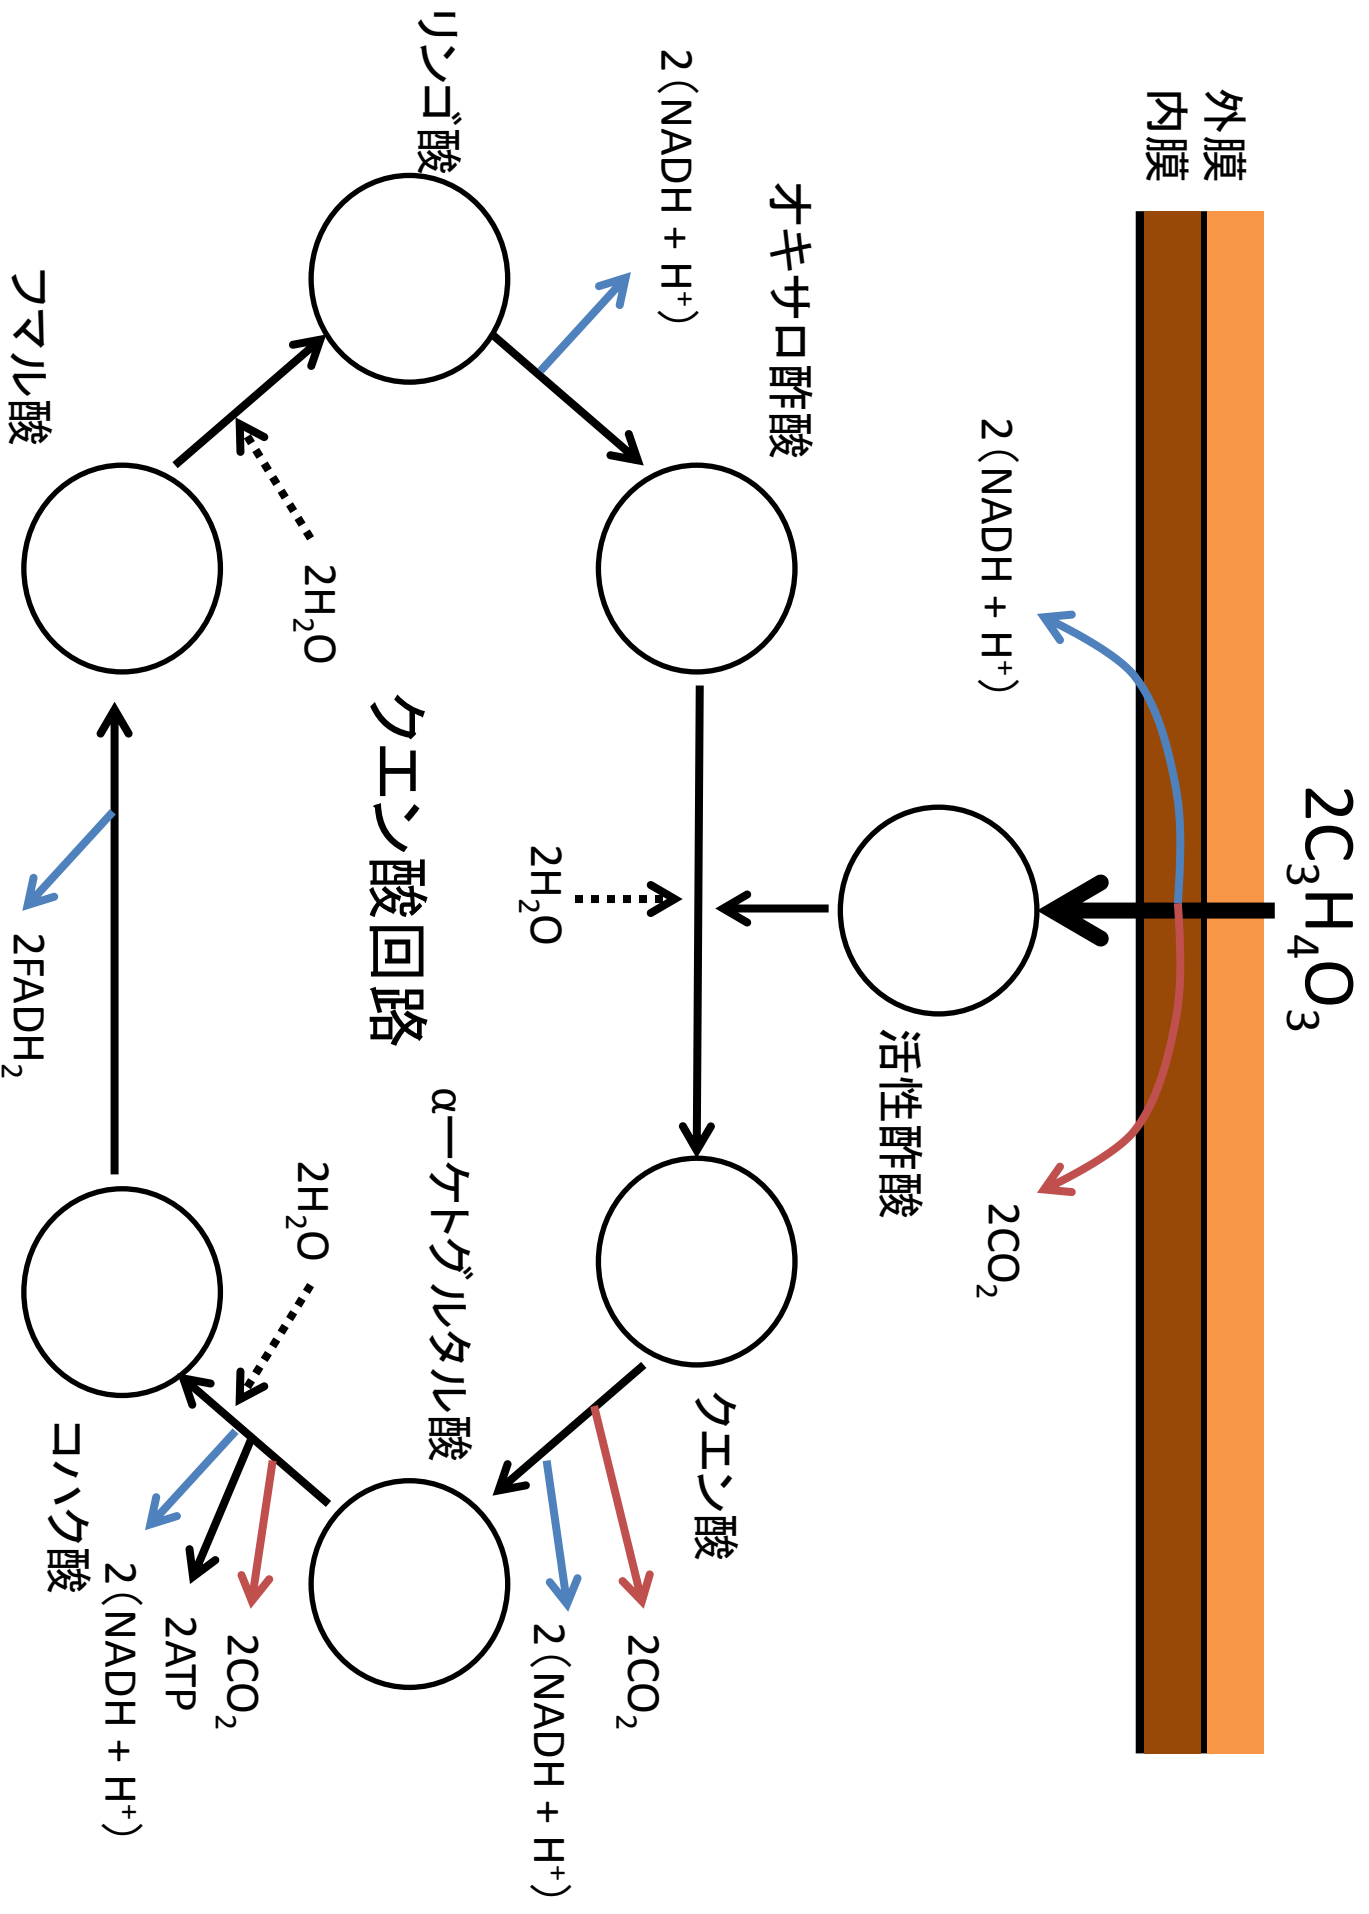 2C₃H₄O₃
外膜
内膜
2（NADH + H⁺）
2CO₂
活性酢酸
オキサロ酢酸
クエン酸
2（NADH + H⁺）
2H₂O
2CO₂
2（NADH + H⁺）
リンゴ酸
α―ケトグルタル酸
クエン酸回路
2H₂O
2H₂O
2CO₂
2ATP
2（NADH + H⁺）
フマル酸
コハク酸
2FADH₂